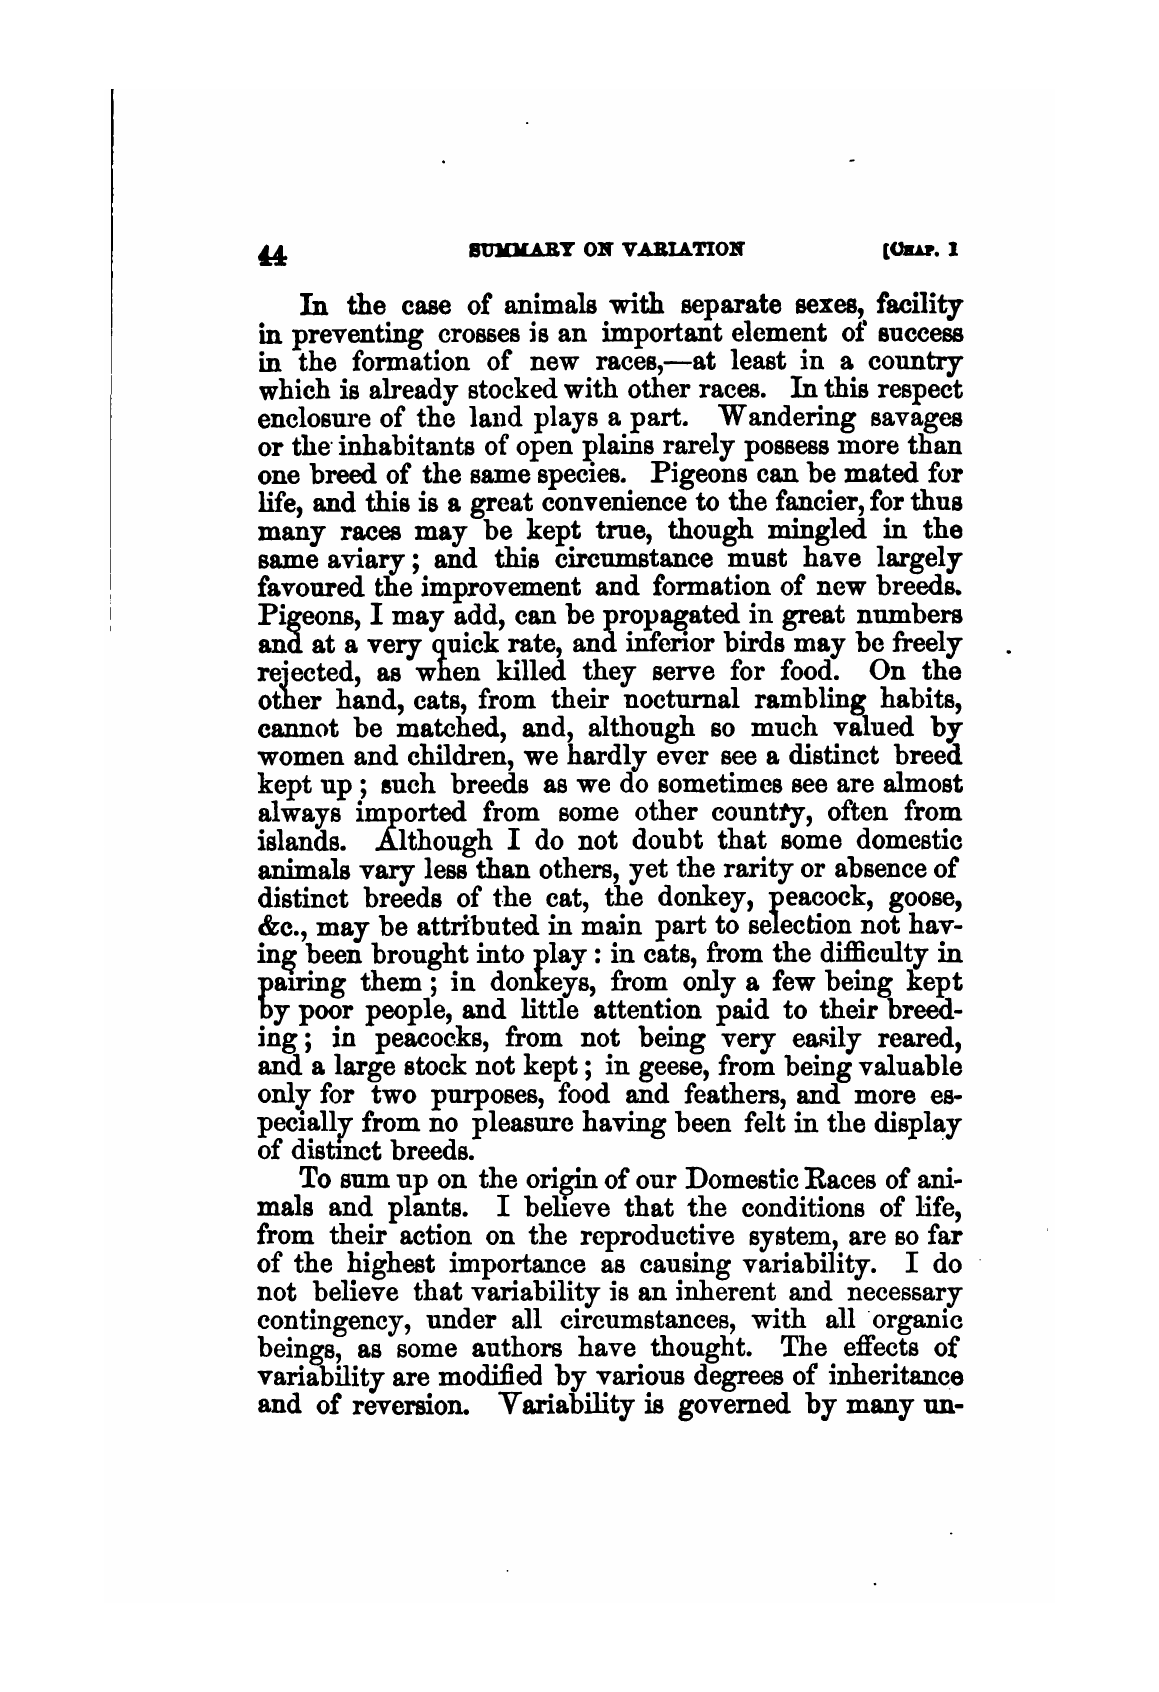 44 SUMMARY ON VARIATION [CHAP. I
In the case of animals with separate sexes, facility
in preventing crosses is an important element of success
in the formation of new races,—at least in a country
which is already stocked with other races. In this respect
enclosure of the land plays a part. Wandering savages
or the inhabitants of open plains rarely possess more than
one breed of the same species. Pigeons can be mated for
life, and this is a great convenience to the fancier, for thus
many races may be kept true, though mingled in the
same aviary; and this circumstance must have largely
favoured the improvement and formation of new breeds.
Pigeons, I may add, can be propagated in great numbers
and at a very quick rate, and inferior birds may be freely
rejected, as when killed they serve for food. On the
other hand, cats, from their nocturnal rambling habits,
cannot be matched, and, although so much valued by
women and children, we hardly ever see a distinct breed
kept up; such breeds as we do sometimes see are almost
always imported from some other country, often from
islands. Although I do not doubt that some domestic
animals vary less than others, yet the rarity or absence of
distinct breeds of the cat, the donkey, peacock, goose,
&c., may be attributed in main part to selection not hav-
ing been brought into play: in cats, from the difficulty in
pairing them; in donkeys, from only a few being kept
by poor people, and little attention paid to their breed-
ing; in peacocks, from not being very easily reared,
and a large stock not kept; in geese, from being valuable
only for two purposes, food and feathers, and more es-
pecially from no pleasure having been felt in the display
of distinct breeds.
To sum up on the origin of our Domestic Races of ani-
mals and plants. I believe that the conditions of life,
from their action on the reproductive system, are so far
of the highest importance as causing variability. I do
not believe that variability is an inherent and necessary
contingency, under all circumstances, with all organic
beings, as some authors have thought. The effects of
variability are modified by various degrees of inheritance
and of reversion. Variability is governed by many un-